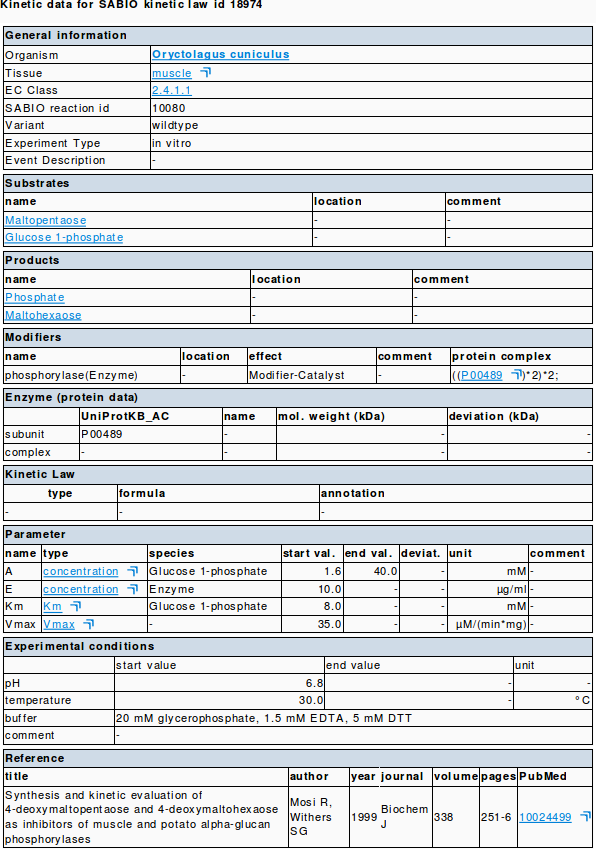 Kinetic data for SABIO kinetic law id 18974
General information
Organism Oryctolagus cuniculus
Tissue muscle
EC Class 2.4.1.1
SABIO reaction id 10080
Variant wildtype
Experiment Type in vitro
Event Description -
Substrates
name location comment
Maltopentaose - -
Glucose 1-phosphate - -
Products
name location comment
Phosphate - -
Maltohexaose - -
Modifiers
name location effect comment protein complex
phosphorylase(Enzyme) - Modifier-Catalyst - ((P00489 )*2)*2;
Enzyme (protein data)
UniProtKB_AC name mol. weight (kDa) deviation (kDa)
subunit P00489 - - -
complex - - - -
Kinetic Law
type formula annotation
- - -
Parameter
name type species start val. end val. deviat. unit comment
A concentration Glucose 1-phosphate 1.6 40.0 - mM -
E concentration Enzyme 10.0 - - µg/ml -
Km Km Glucose 1-phosphate 8.0 - - mM -
Vmax Vmax - 35.0 - - µM/(min*mg) -
Experimental conditions
start value end value unit
pH 6.8 - -
temperature 30.0 - °C
buffer 20 mM glycerophosphate, 1.5 mM EDTA, 5 mM DTT
comment -
Reference
title author year journal volume pages PubMed
Synthesis and kinetic evaluation of
4-deoxymaltopentaose and 4-deoxymaltohexaose
as inhibitors of muscle and potato alpha-glucan
phosphorylases
Mosi R,
Withers
SG
1999
Biochem
J
338
251-6
10024499